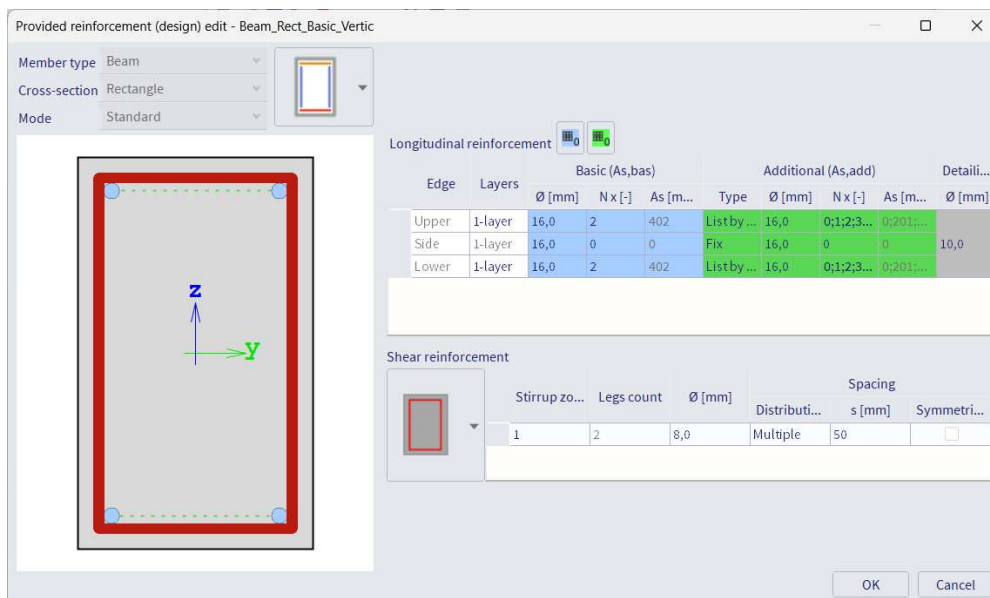 Provided reinforcement (design) edit - Beam_Rect_Basic_Vertic
Member type Beam
Cross-section Rectangle
Mode Standard
Longitudinal reinforcement
Edge Layers Basic (As,bas) Additional (As,add) Detaili...
Ø [mm] N x [-] As [m... Type Ø [mm] N x [-] As [m... Ø [mm]
Upper 1-layer 16,0 2 402 List by ... 16,0 0;1;2;3... 0;201;...
Side 1-layer 16,0 0 0 Fix 16,0 0 0 10,0
Lower 1-layer 16,0 2 402 List by ... 16,0 0;1;2;3... 0;201;...
z
y
Shear reinforcement
Stirrup zo... Legs count Ø [mm] Spacing
Distributi... s [mm] Symmetri...
1 2 8,0 Multiple 50
OK Cancel